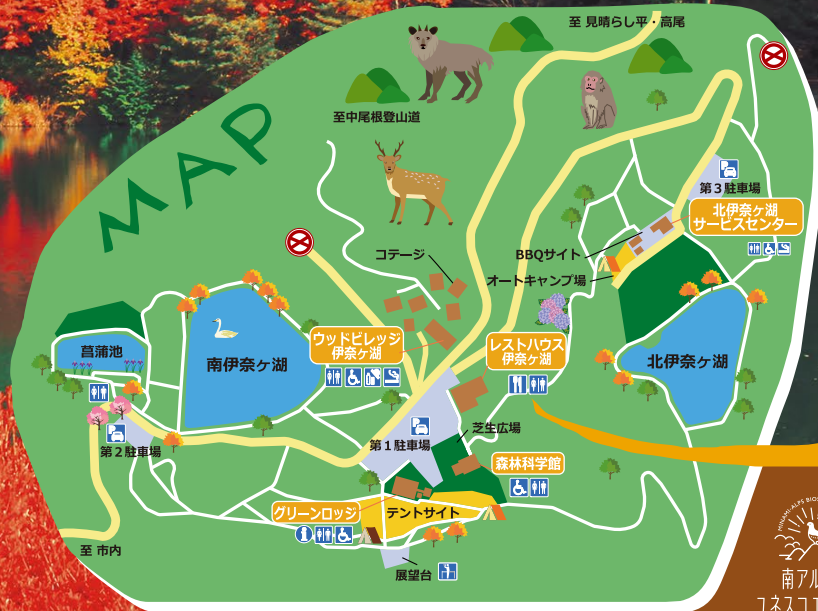 至 見晴らし平・高尾
MAP
至中尾根登山道
第3駐車場
北伊奈ヶ湖
サービスセンター
コテージ
BBQサイト
オートキャンプ場
ウッドビレッジ
伊奈ヶ湖
レストハウス
伊奈ヶ湖
菖蒲池
南伊奈ヶ湖
北伊奈ヶ湖
第1駐車場
芝生広場
第2駐車場
森林科学館
グリーンロッジ
テントサイト
至 市内
展望台
MINAMI-ALPS BIOS
南アル
ユネスコエ